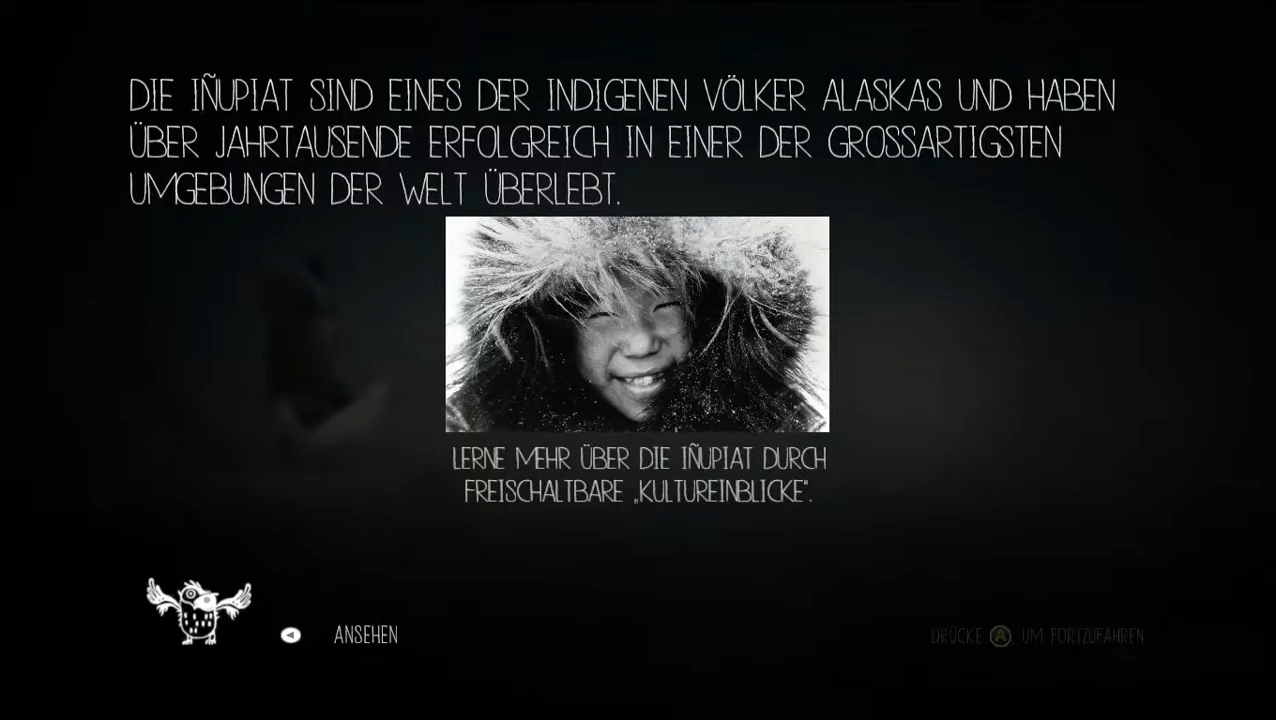 DIE IÑUPIAT SIND EINES DER INDIGENEN VÖLKER ALASKAS UND HABEN
ÜBER JAHRTAUSENDE ERFOLGREICH IN EINER DER GROSSARTIGSTEN
UMGEBUNGEN DER WELT ÜBERLEBT.
LERNE MEHR ÜBER DIE IÑUPIAT DURCH
FREISCHALTBARE „KULTUREINBLICKE“.
ANSEHEN
DRÜCKE A, UM FORTZUFAHREN